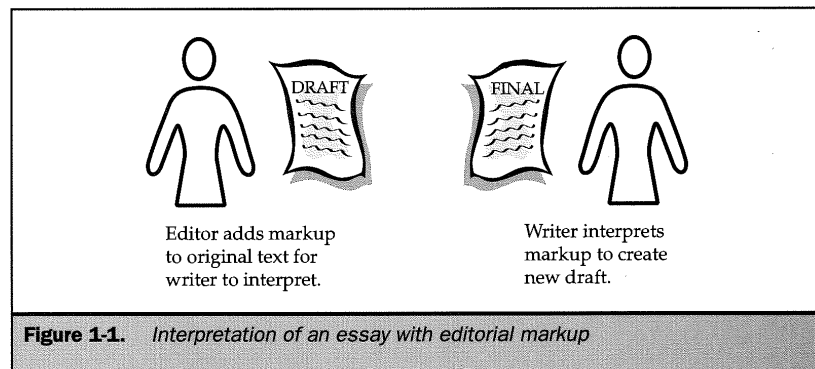 DRAFT
FINAL
Editor adds markup
to original text for
writer to interpret.
Writer interprets
markup to create
new draft.
Figure 1-1. Interpretation of an essay with editorial markup